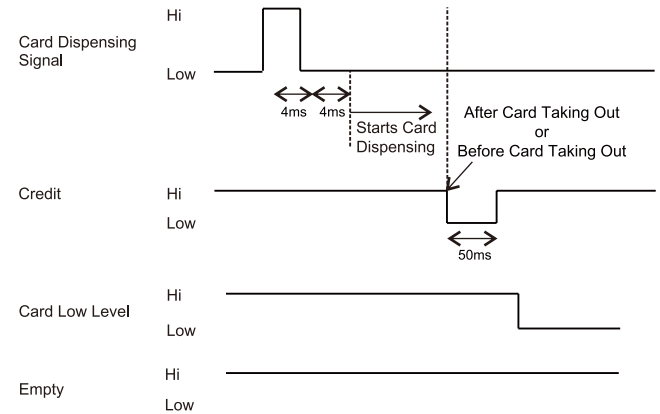 Hi
Card Dispensing
Signal
Low
4ms 4ms
Starts Card
Dispensing
After Card Taking Out
or
Before Card Taking Out
Credit
Hi
Low
50ms
Card Low Level
Hi
Low
Empty
Hi
Low